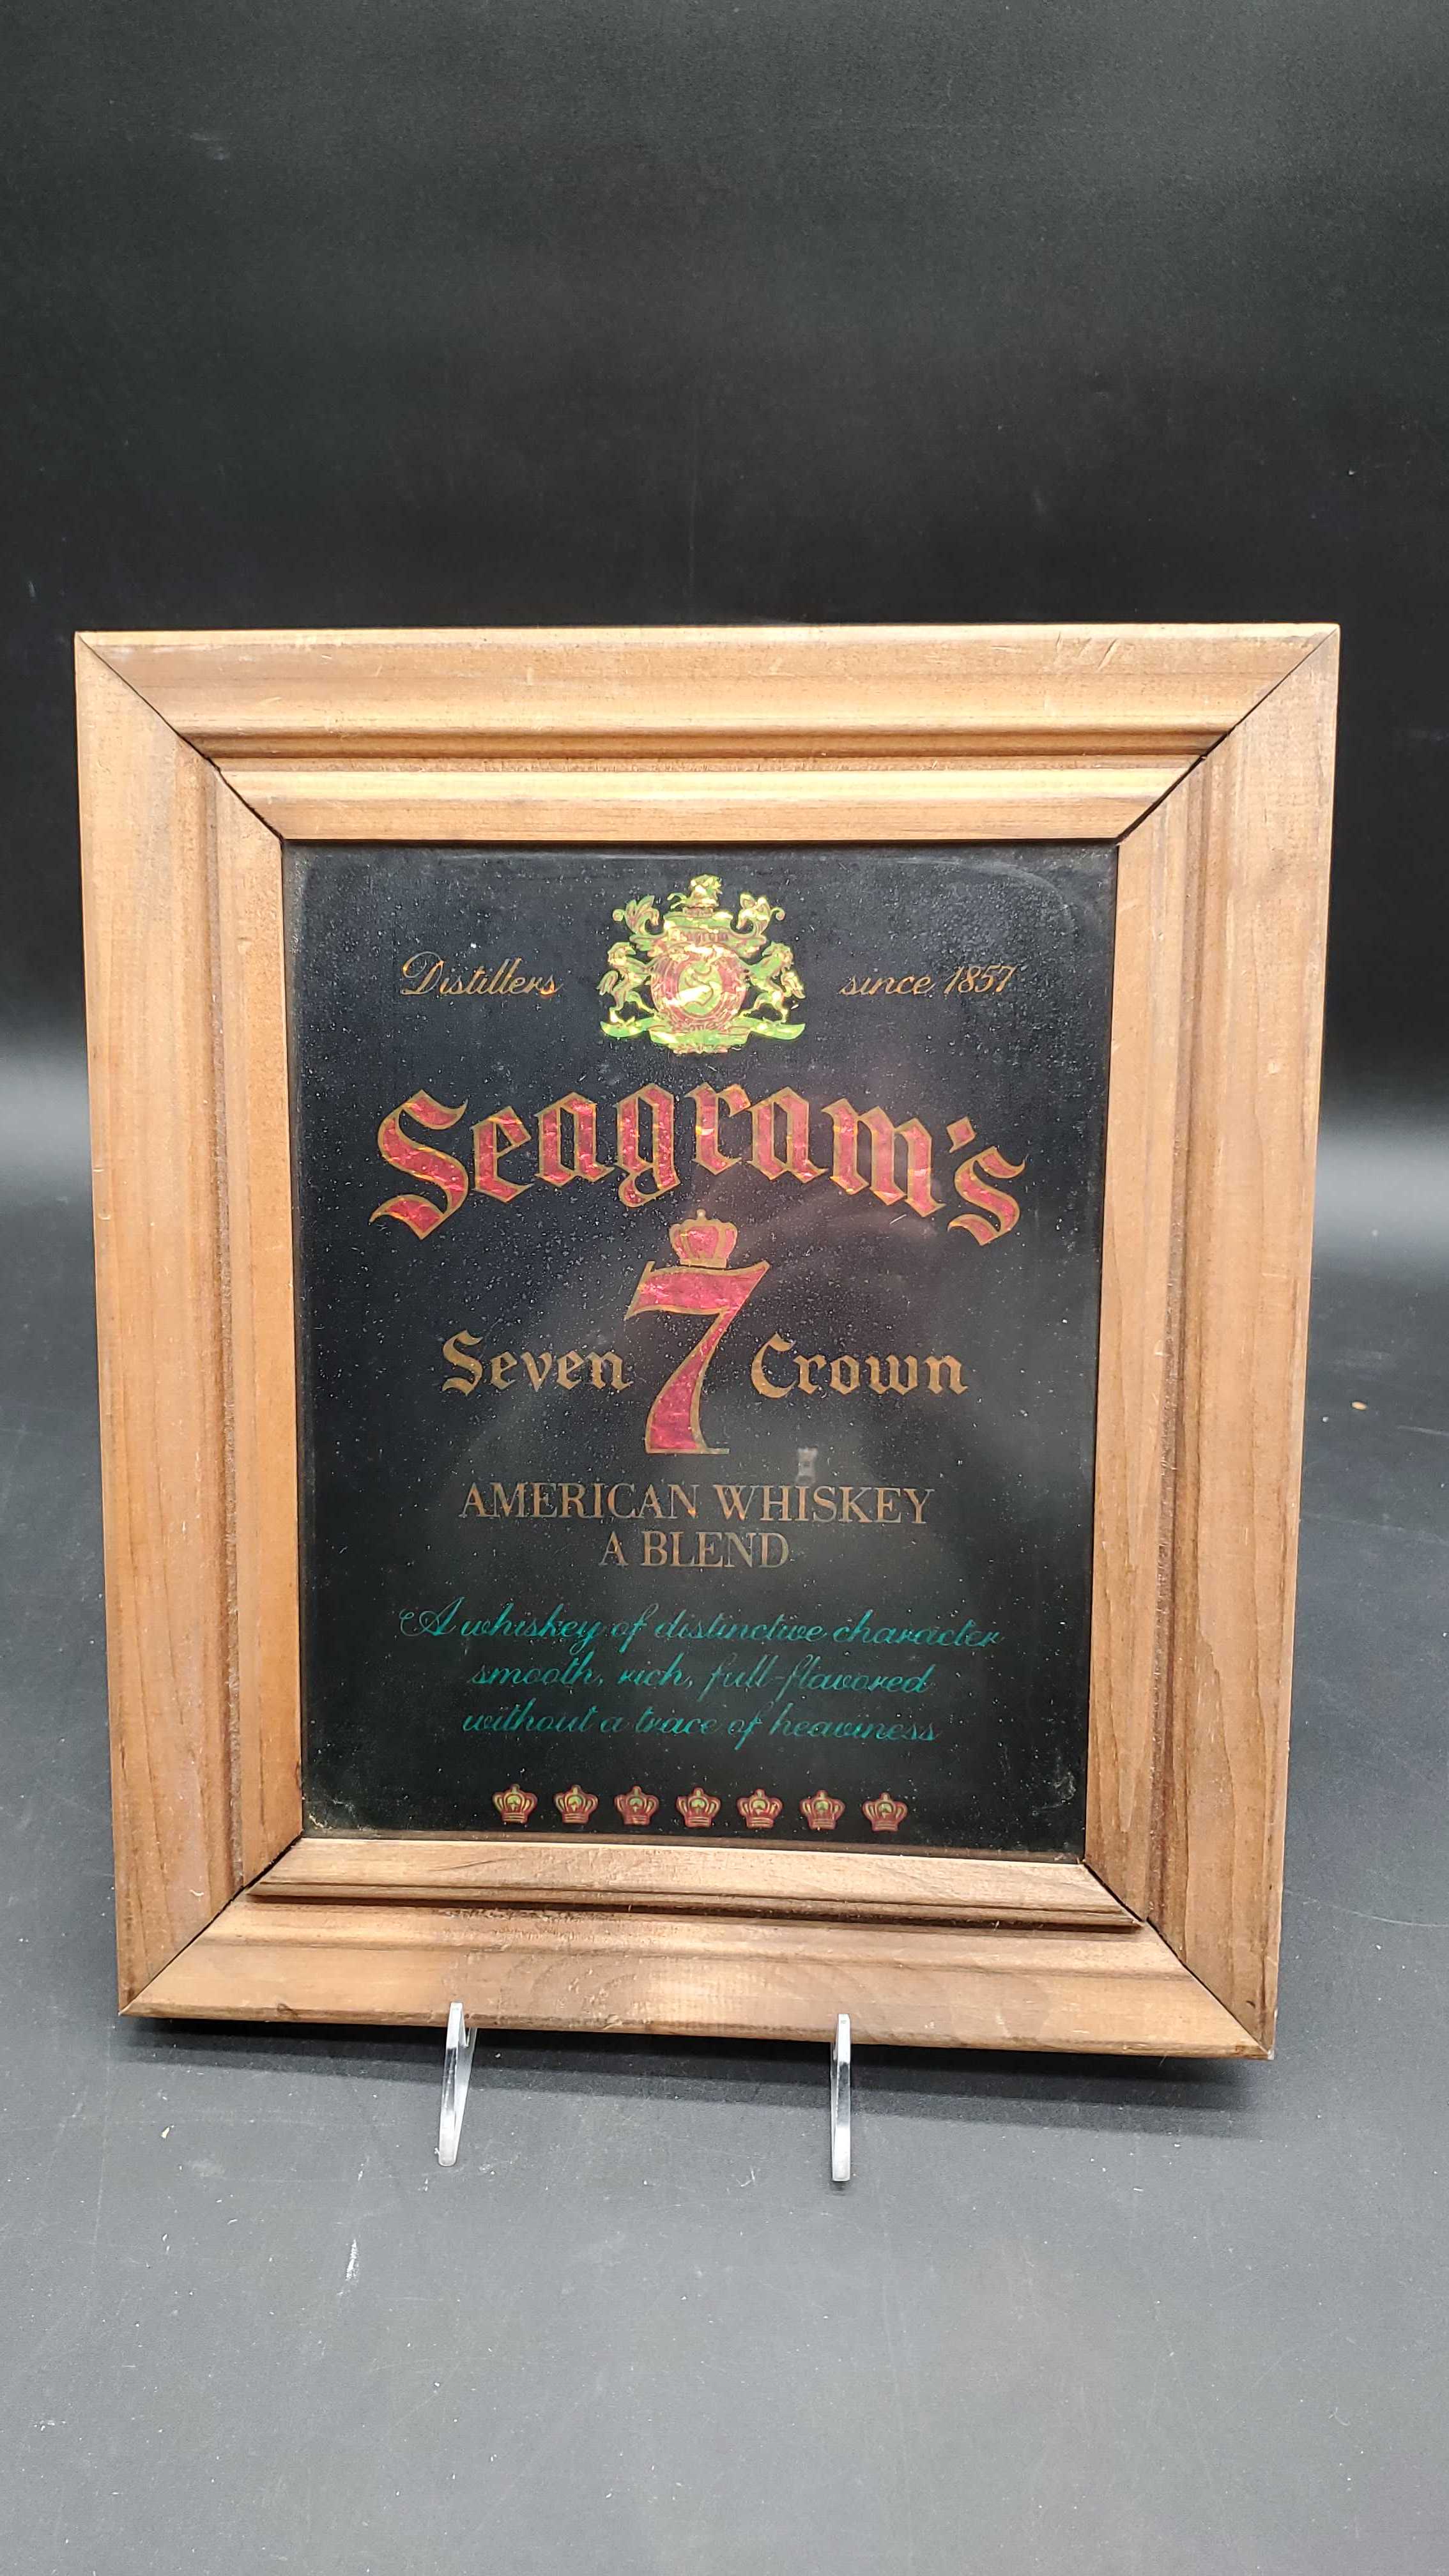 Distillers since 1857
Seagram's
Seven 7 Crown
AMERICAN WHISKEY
A BLEND
A whiskey of distinctive character
smooth, rich, full-flavored
without a trace of heaviness